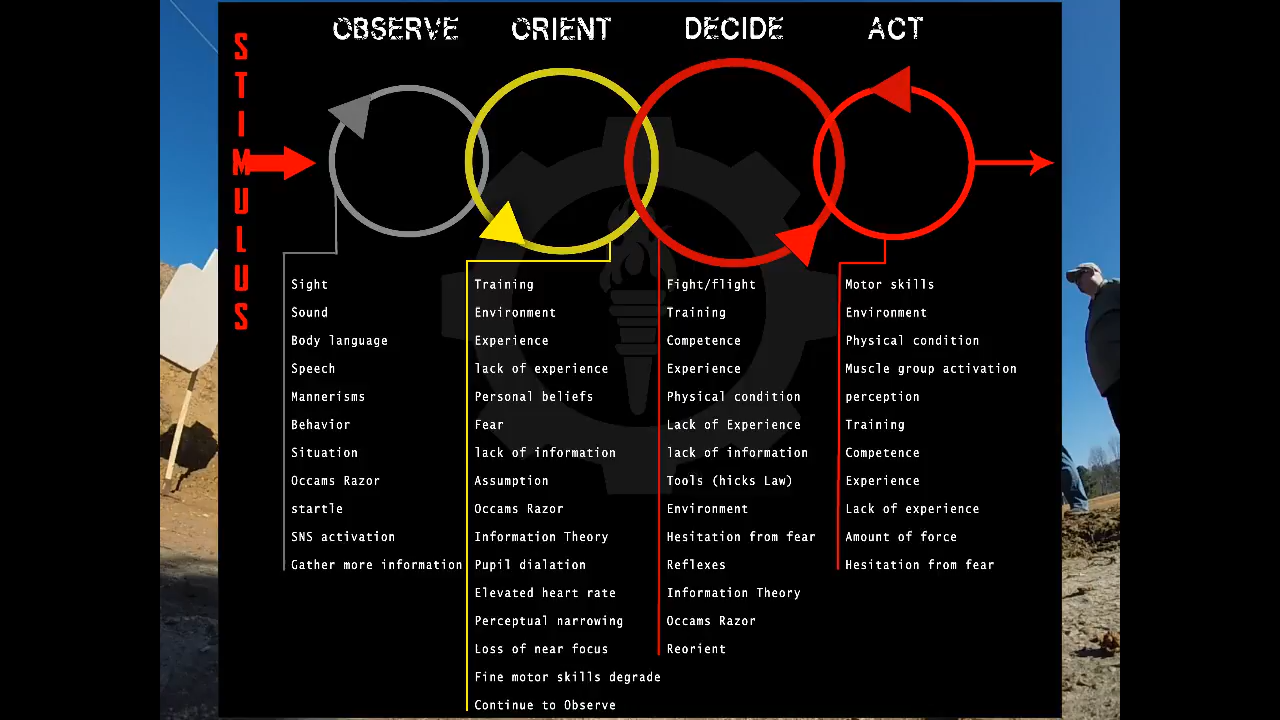 STIMULUS
OBSERVE
ORIENT
DECIDE
ACT
Sight
Sound
Body language
Speech
Mannerisms
Behavior
Situation
Occams Razor
startle
SNS activation
Gather more information
Training
Environment
Experience
lack of experience
Personal beliefs
Fear
lack of information
Assumption
Occams Razor
Information Theory
Pupil dialation
Elevated heart rate
Perceptual narrowing
Loss of near focus
Fine motor skills degrade
Continue to Observe
Fight/flight
Training
Competence
Experience
Physical condition
Lack of Experience
lack of information
Tools (hicks Law)
Environment
Hesitation from fear
Reflexes
Information Theory
Occams Razor
Reorient
Motor skills
Environment
Physical condition
Muscle group activation
perception
Training
Competence
Experience
Lack of experience
Amount of force
Hesitation from fear